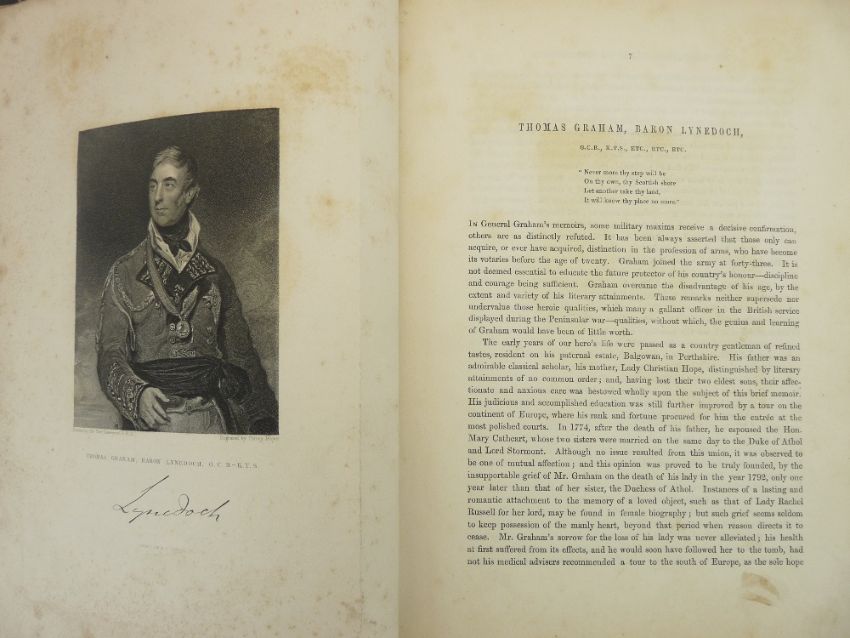 Engraved by
THOMAS GRAHAM, BARON LYNEDOCH, G.C.B. K.T.S.
Lynedoch
7
THOMAS GRAHAM, BARON LYNEDOCH,
G.C.B., K.T.S., ETC., ETC., ETC.
" Never more thy step will be
On thy own, thy Scottish shore
Let another take thy land,
It will know thy place no more."
IN General Graham's memoirs, some military maxims receive a decisive confirmation,
others are as distinctly refuted. It has been always asserted that those only can
acquire, or ever have acquired, distinction in the profession of arms, who have become
its votaries before the age of twenty. Graham joined the army at forty-three. It is
not deemed essential to educate the future protector of his country's honour—discipline
and courage being sufficient. Graham overcame the disadvantage of his age, by the
extent and variety of his literary attainments. These remarks neither supersede nor
undervalue those heroic qualities, which many a gallant officer in the British service
displayed during the Peninsular war—qualities, without which, the genius and learning
of Graham would have been of little worth.
The early years of our hero's life were passed as a country gentleman of refined
tastes, resident on his paternal estate, Balgowan, in Perthshire. His father was an
admirable classical scholar, his mother, Lady Christian Hope, distinguished by literary
attainments of no common order; and, having lost their two eldest sons, their affec-
tionate and anxious care was bestowed wholly upon the subject of this brief memoir.
His judicious and accomplished education was still further improved by a tour on the
continent of Europe, where his rank and fortune procured for him the entrée at the
most polished courts. In 1774, after the death of his father, he espoused the Hon.
Mary Cathcart, whose two sisters were married on the same day to the Duke of Athol
and Lord Stormont. Although no issue resulted from this union, it was observed to
be one of mutual affection; and this opinion was proved to be truly founded, by the
insupportable grief of Mr. Graham on the death of his lady in the year 1792, only one
year later than that of her sister, the Duchess of Athol. Instances of a lasting and
romantic attachment to the memory of a loved object, such as that of Lady Rachel
Russell for her lord, may be found in female biography; but such grief seems seldom
to keep possession of the manly heart, beyond that period when reason directs it to
cease. Mr. Graham's sorrow for the loss of his lady was never alleviated; his health
at first suffered from its effects, and he would soon have followed her to the tomb, had
not his medical advisers recommended a tour to the south of Europe, as the sole hope